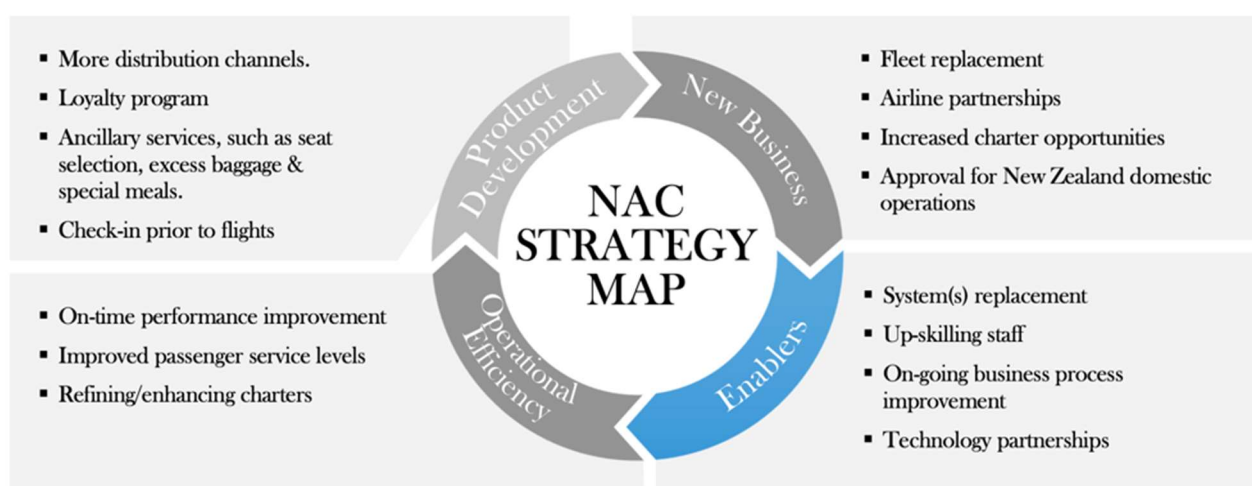 ▪ More distribution channels.
▪ Loyalty program
▪ Ancillary services, such as seat
selection, excess baggage &
special meals.
▪ Check-in prior to flights
Product
Development
New Business
▪ Fleet replacement
▪ Airline partnerships
▪ Increased charter opportunities
▪ Approval for New Zealand domestic
operations
NAC
STRATEGY
MAP
▪ On-time performance improvement
▪ Improved passenger service levels
▪ Refining/enhancing charters
Operational
Efficiency
Enablers
▪ System(s) replacement
▪ Up-skilling staff
▪ On-going business process
improvement
▪ Technology partnerships